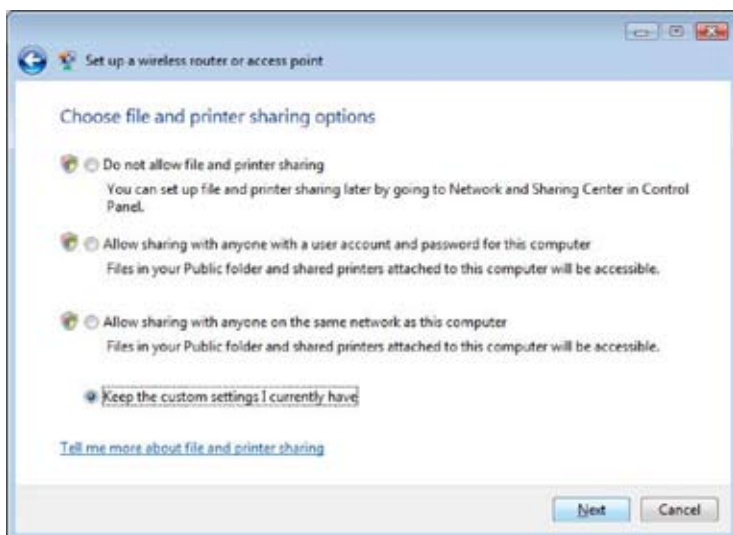 Set up a wireless router or access point
Choose file and printer sharing options
Do not allow file and printer sharing
You can set up file and printer sharing later by going to Network and Sharing Center in Control
Panel.
Allow sharing with anyone with a user account and password for this computer
Files in your Public folder and shared printers attached to this computer will be accessible.
Allow sharing with anyone on the same network as this computer
Files in your Public folder and shared printers attached to this computer will be accessible.
Keep the custom settings I currently have
Tell me more about file and printer sharing
Next Cancel